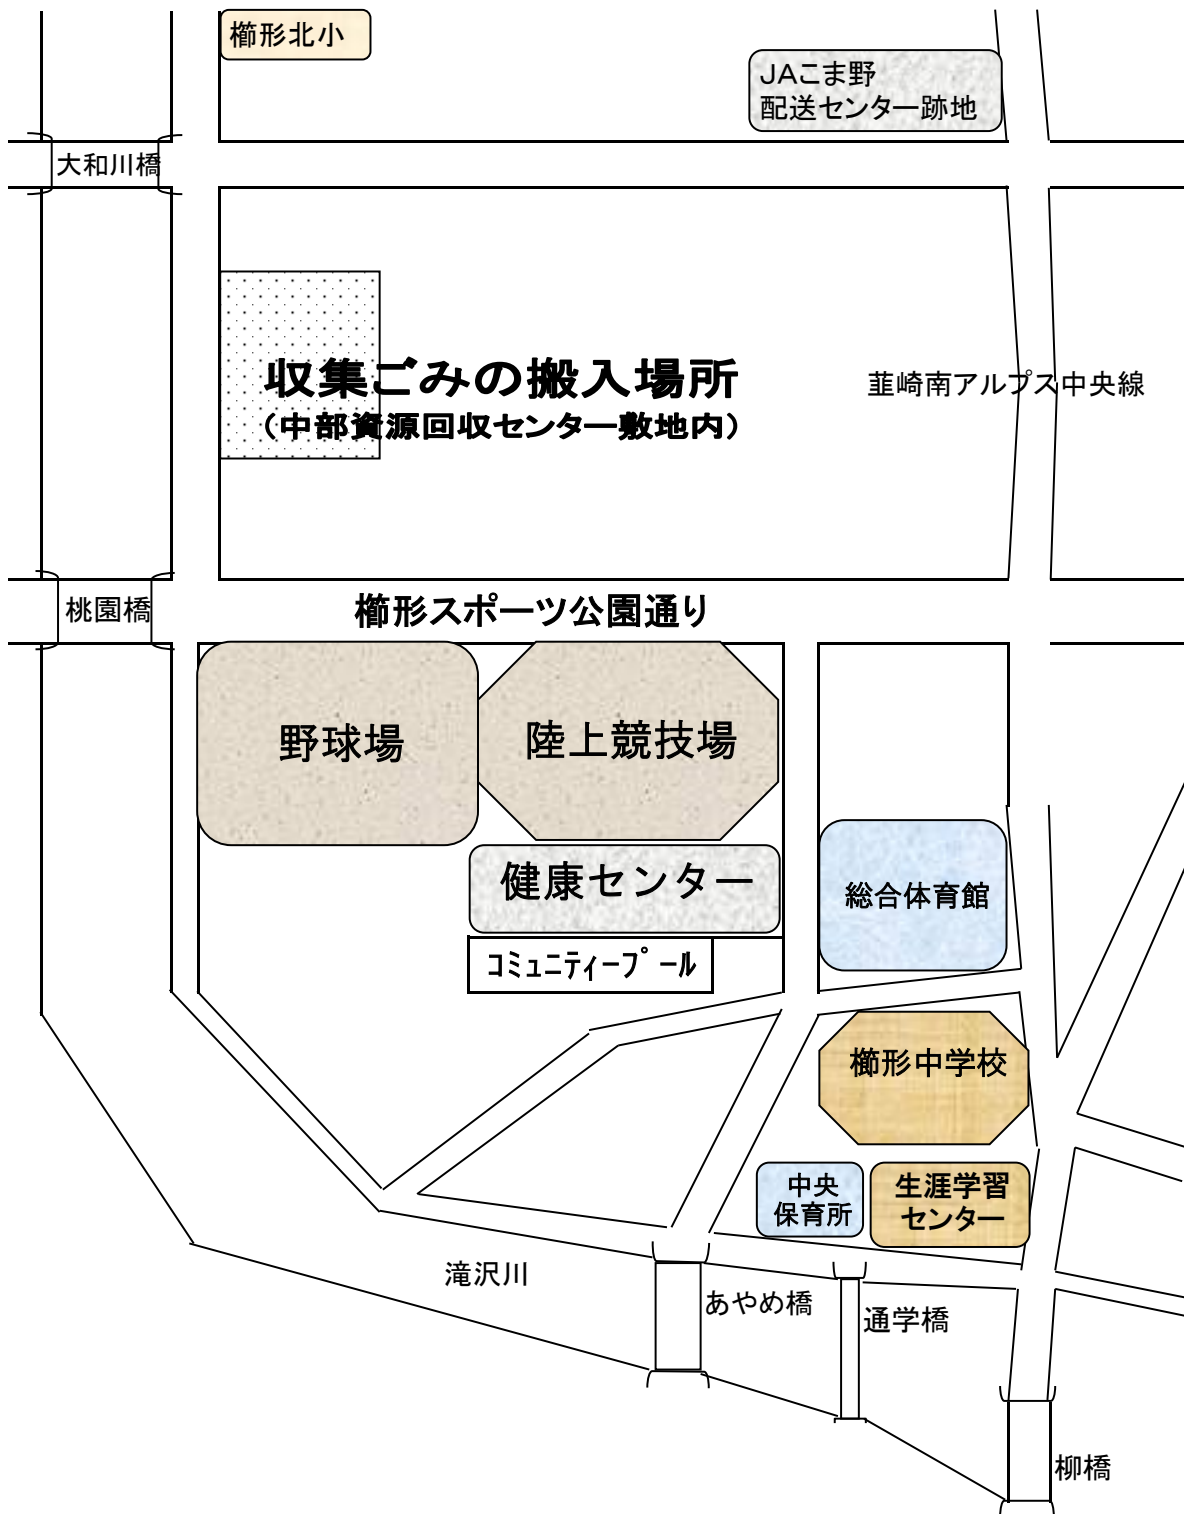 櫛形北小
JAこま野
配送センター跡地
大和川橋
収集ごみの搬入場所
(中部資源回収センター敷地内)
韮崎南アルプス中央線
桃園橋
櫛形スポーツ公園通り
野球場
陸上競技場
健康センター
総合体育館
コミュニティープール
櫛形中学校
中央
保育所
生涯学習
センター
滝沢川
あやめ橋
通学橋
柳橋